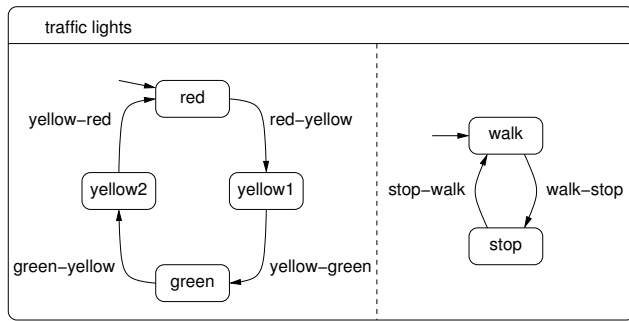 traffic lights
red
yellow–red
red–yellow
yellow2
yellow1
green–yellow
yellow–green
green
walk
stop–walk
walk–stop
stop